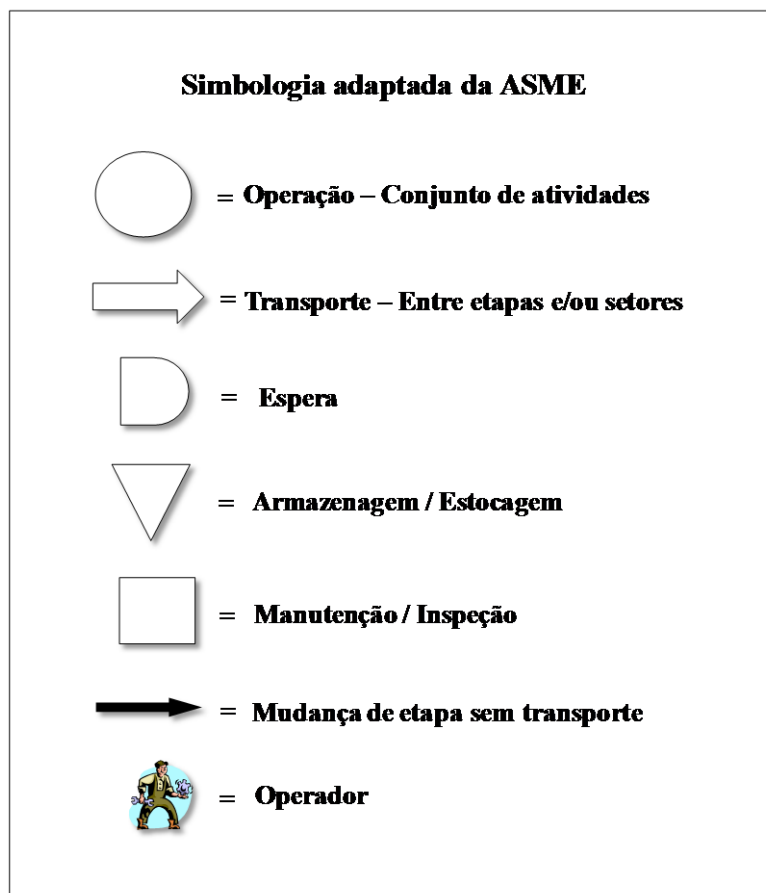 Simbologia adaptada da ASME
= Operação – Conjunto de atividades
= Transporte – Entre etapas e/ou setores
= Espera
= Armazenagem / Estocagem
= Manutenção / Inspeção
= Mudança de etapa sem transporte
= Operador